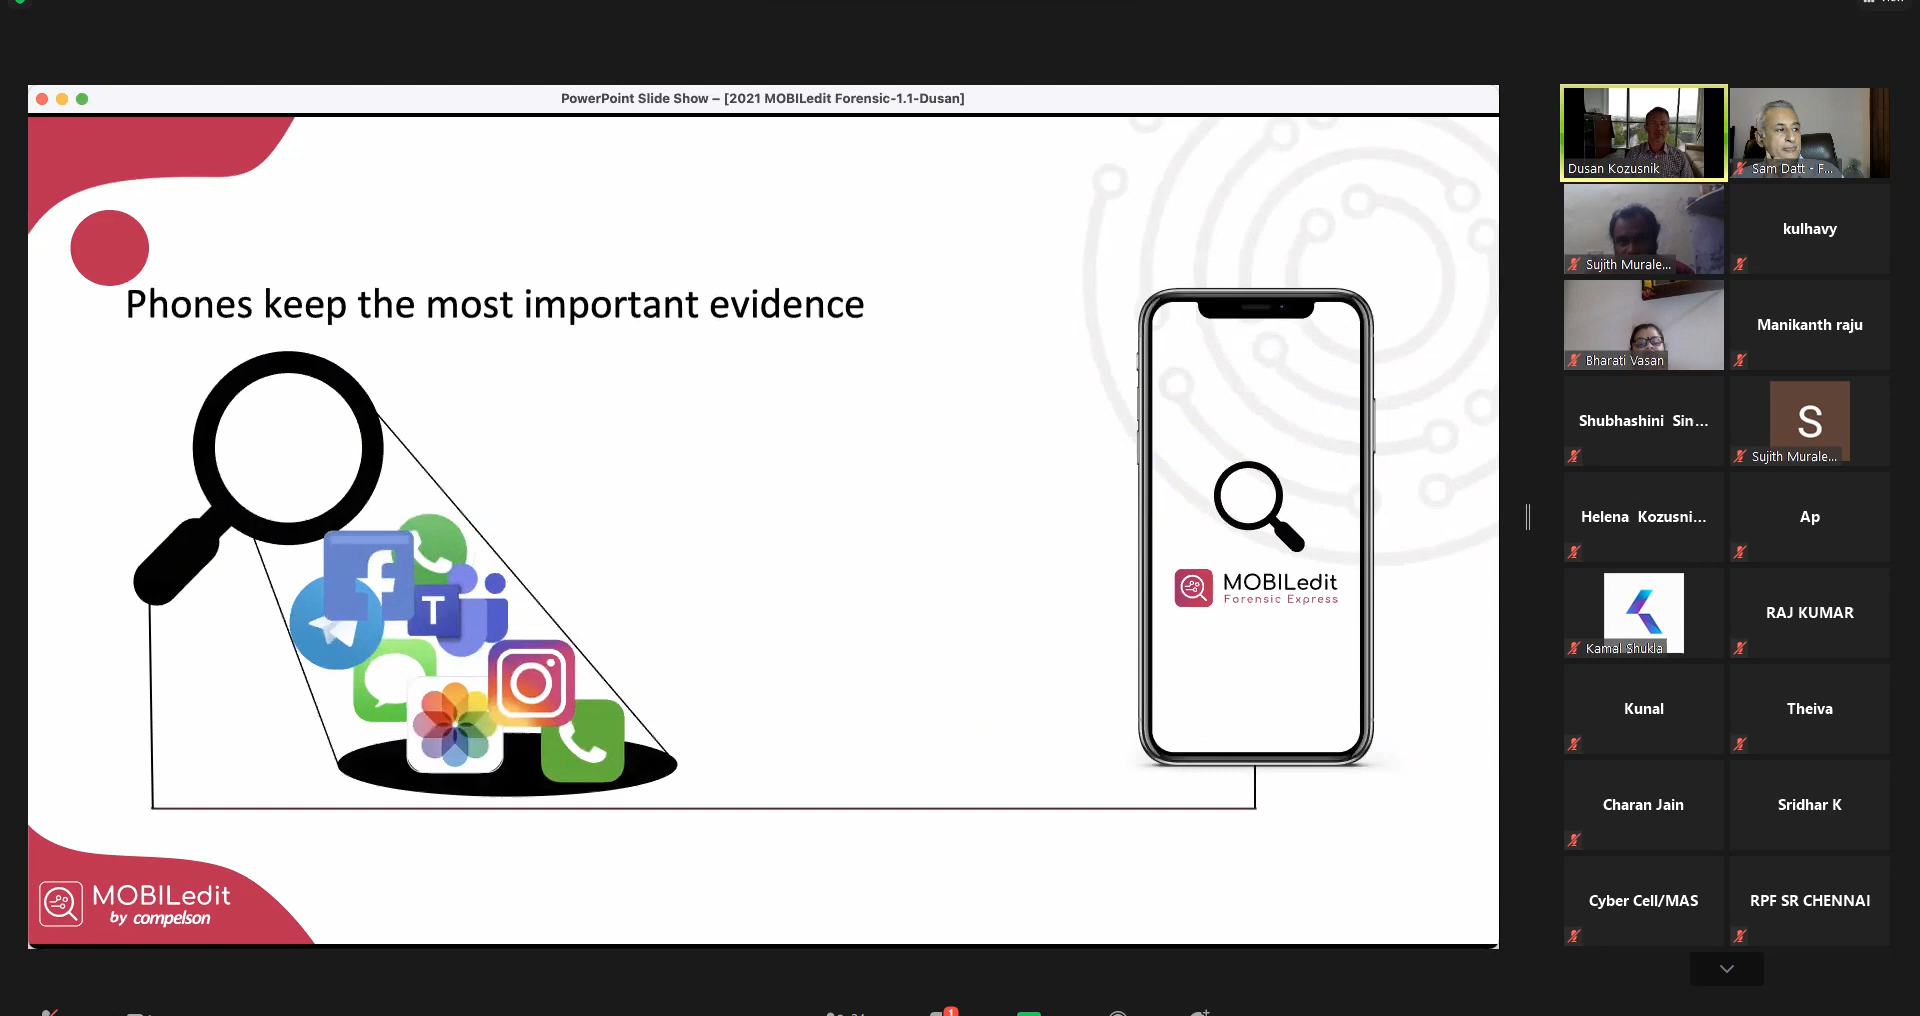 PowerPoint Slide Show – [2021 MOBILedit Forensic-1.1-Dusan]
Phones keep the most important evidence
f
T
MOBILedit
Forensic Express
MOBILedit
by compelson
Dusan Kozusnik
Sam Datt - F...
Sujith Murale...
kulhavy
Bharati Vasan
Manikanth raju
Shubhashini Sin...
S
Sujith Murale...
Helena Kozusni...
Ap
Kamal Shukla
RAJ KUMAR
Kunal
Theiva
Charan Jain
Sridhar K
Cyber Cell/MAS
RPF SR CHENNAI
1